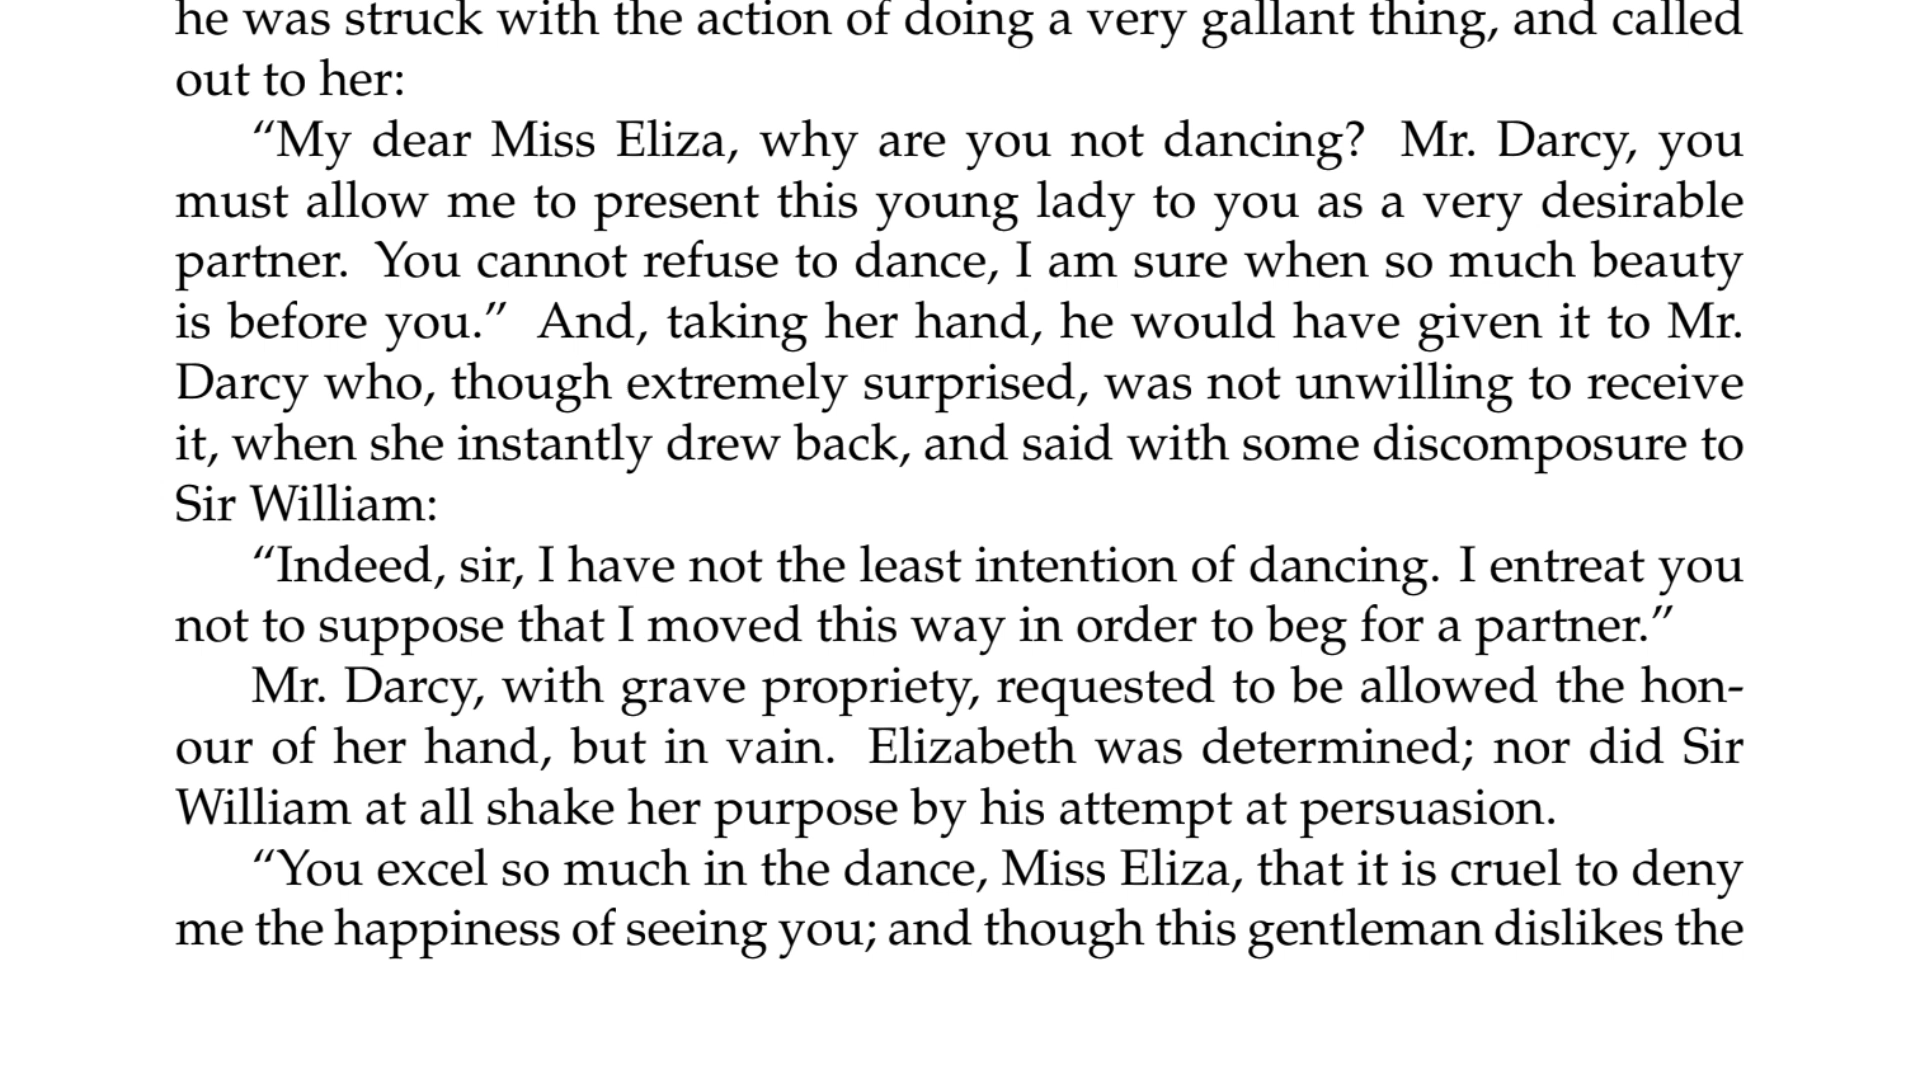 he was struck with the action of doing a very gallant thing, and called
out to her:
“My dear Miss Eliza, why are you not dancing? Mr. Darcy, you
must allow me to present this young lady to you as a very desirable
partner. You cannot refuse to dance, I am sure when so much beauty
is before you.” And, taking her hand, he would have given it to Mr.
Darcy who, though extremely surprised, was not unwilling to receive
it, when she instantly drew back, and said with some discomposure to
Sir William:
“Indeed, sir, I have not the least intention of dancing. I entreat you
not to suppose that I moved this way in order to beg for a partner.”
Mr. Darcy, with grave propriety, requested to be allowed the hon-
our of her hand, but in vain. Elizabeth was determined; nor did Sir
William at all shake her purpose by his attempt at persuasion.
“You excel so much in the dance, Miss Eliza, that it is cruel to deny
me the happiness of seeing you; and though this gentleman dislikes the